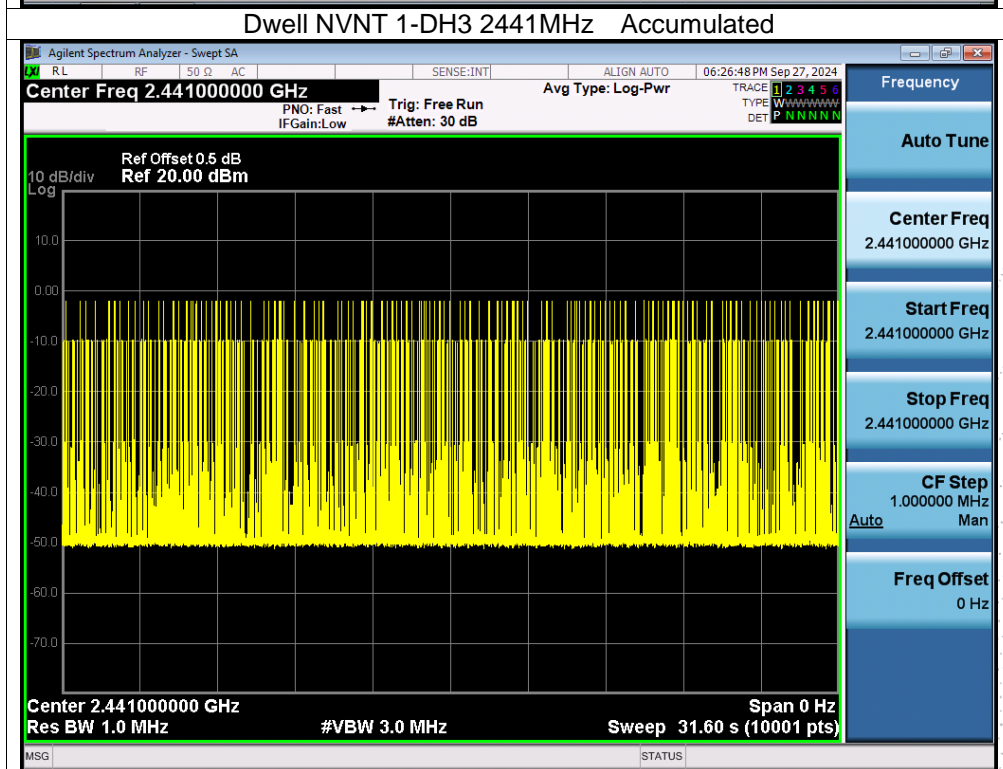 Dwell NVNT 1-DH3 2441MHz Accumulated
Agilent Spectrum Analyzer - Swept SA
LXI RL RF 50 Ω AC SENSE:INT ALIGN AUTO 06:26:48 PM Sep 27, 2024
Center Freq 2.441000000 GHz
PNO: Fast
IFGain:Low
Trig: Free Run
#Atten: 30 dB
Avg Type: Log-Pwr
TRACE 1 2 3 4 5 6
TYPE WWWWWW
DET P N N N N N
Ref Offset 0.5 dB
10 dB/div Ref 20.00 dBm
Log
10.0
0.00
-10.0
-20.0
-30.0
-40.0
-50.0
-60.0
-70.0
Center 2.441000000 GHz Span 0 Hz
Res BW 1.0 MHz #VBW 3.0 MHz Sweep 31.60 s (10001 pts)
MSG STATUS
Frequency
Auto Tune
Center Freq
2.441000000 GHz
Start Freq
2.441000000 GHz
Stop Freq
2.441000000 GHz
CF Step
1.000000 MHz
Auto Man
Freq Offset
0 Hz